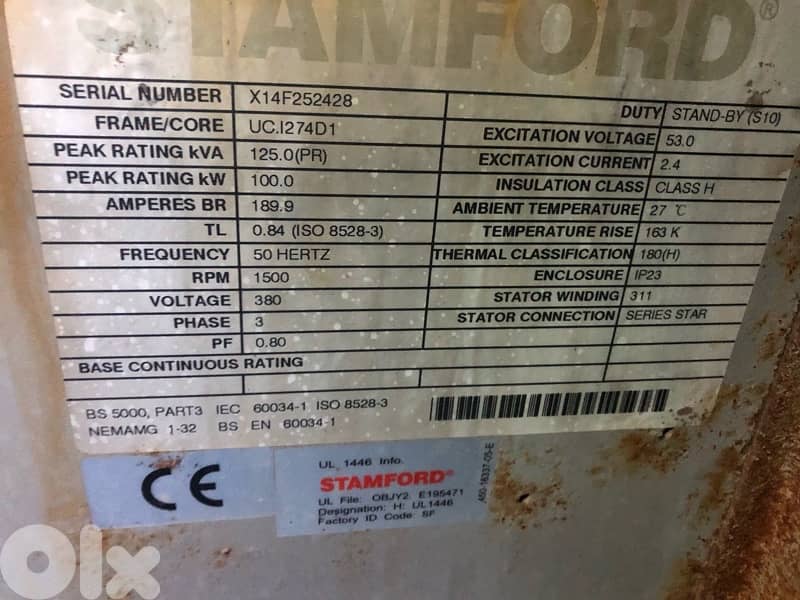 STAMFORD®
SERIAL NUMBER X14F252428
FRAME/CORE UC.I274D1
PEAK RATING kVA 125.0(PR)
PEAK RATING kW 100.0
AMPERES BR 189.9
TL 0.84 (ISO 8528-3)
FREQUENCY 50 HERTZ
RPM 1500
VOLTAGE 380
PHASE 3
PF 0.80
DUTY STAND-BY (S10)
EXCITATION VOLTAGE 53.0
EXCITATION CURRENT 2.4
INSULATION CLASS CLASS H
AMBIENT TEMPERATURE 27 ℃
TEMPERATURE RISE 163 K
THERMAL CLASSIFICATION 180(H)
ENCLOSURE IP23
STATOR WINDING 311
STATOR CONNECTION SERIES STAR
BASE CONTINUOUS RATING
BS 5000, PART3 IEC 60034-1 ISO 8528-3
NEMAMG 1-32 BS EN 60034-1
CE
UL 1446 Info.
STAMFORD®
UL File: OBJY2 E195471
Designation: H: UL1446
Factory ID Code: SF
450-16337-05-E
olx